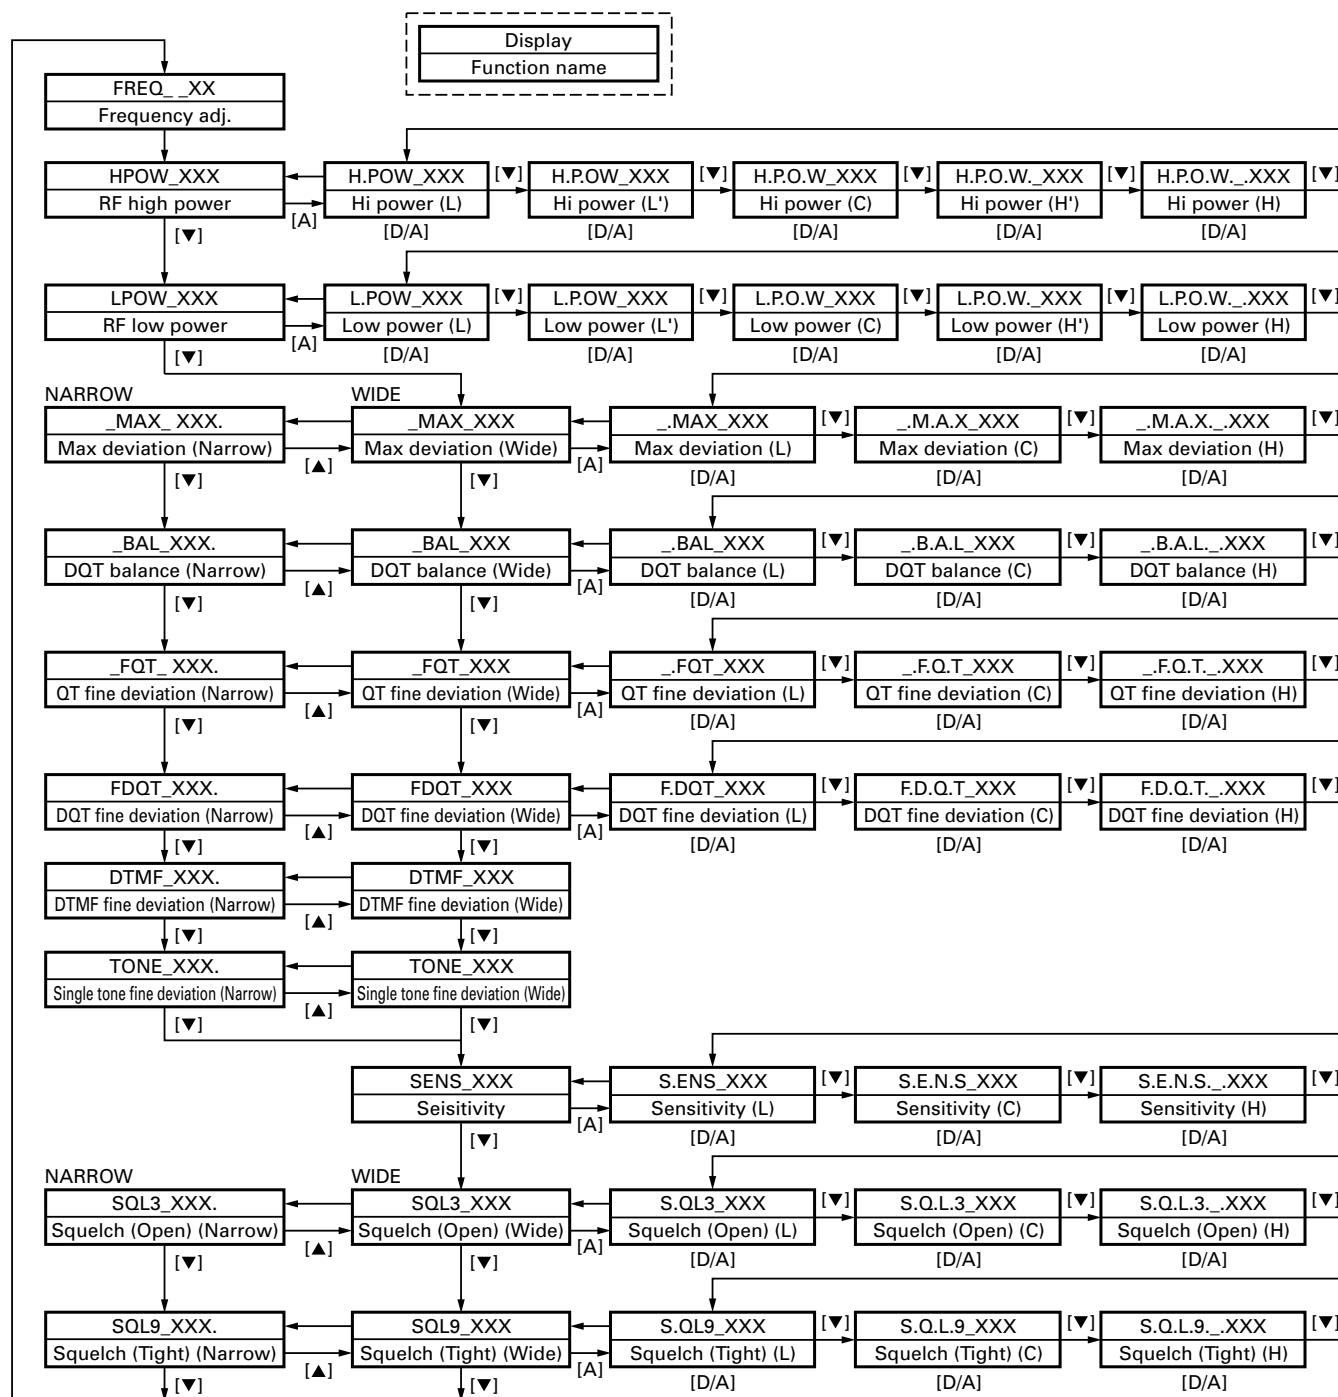 Display
Function name
FREQ_ _XX
Frequency adj.
HPOW_XXX
RF high power
[A]
H.POW_XXX
Hi power (L)
[D/A]
[▼]
H.P.OW_XXX
Hi power (L')
[D/A]
[▼]
H.P.O.W_XXX
Hi power (C)
[D/A]
[▼]
H.P.O.W._XXX
Hi power (H')
[D/A]
[▼]
H.P.O.W._.XXX
Hi power (H)
[D/A]
[▼]
[▼]
LPOW_XXX
RF low power
[A]
L.POW_XXX
Low power (L)
[D/A]
[▼]
L.P.OW_XXX
Low power (L')
[D/A]
[▼]
L.P.O.W_XXX
Low power (C)
[D/A]
[▼]
L.P.O.W._XXX
Low power (H')
[D/A]
[▼]
L.P.O.W._.XXX
Low power (H)
[D/A]
[▼]
[▼]
NARROW
WIDE
_MAX_ XXX.
Max deviation (Narrow)
[▼]
[▲]
_MAX_XXX
Max deviation (Wide)
[▼]
[A]
_.MAX_XXX
Max deviation (L)
[D/A]
[▼]
_.M.A.X_XXX
Max deviation (C)
[D/A]
[▼]
_.M.A.X._.XXX
Max deviation (H)
[D/A]
[▼]
_BAL_XXX.
DQT balance (Narrow)
[▼]
[▲]
_BAL_XXX
DQT balance (Wide)
[▼]
[A]
_.BAL_XXX
DQT balance (L)
[D/A]
[▼]
_.B.A.L_XXX
DQT balance (C)
[D/A]
[▼]
_.B.A.L._.XXX
DQT balance (H)
[D/A]
[▼]
_FQT_ XXX.
QT fine deviation (Narrow)
[▼]
[▲]
_FQT_XXX
QT fine deviation (Wide)
[▼]
[A]
_.FQT_XXX
QT fine deviation (L)
[D/A]
[▼]
_.F.Q.T_XXX
QT fine deviation (C)
[D/A]
[▼]
_.F.Q.T._.XXX
QT fine deviation (H)
[D/A]
[▼]
FDQT_XXX.
DQT fine deviation (Narrow)
[▼]
[▲]
FDQT_XXX
DQT fine deviation (Wide)
[▼]
[A]
F.DQT_XXX
DQT fine deviation (L)
[D/A]
[▼]
F.D.Q.T_XXX
DQT fine deviation (C)
[D/A]
[▼]
F.D.Q.T._.XXX
DQT fine deviation (H)
[D/A]
[▼]
DTMF_XXX.
DTMF fine deviation (Narrow)
[▼]
[▲]
DTMF_XXX
DTMF fine deviation (Wide)
[▼]
TONE_XXX.
Single tone fine deviation (Narrow)
[▼]
[▲]
TONE_XXX
Single tone fine deviation (Wide)
[▼]
SENS_XXX
Seisitivity
[▼]
[A]
S.ENS_XXX
Sensitivity (L)
[D/A]
[▼]
S.E.N.S_XXX
Sensitivity (C)
[D/A]
[▼]
S.E.N.S._.XXX
Sensitivity (H)
[D/A]
[▼]
NARROW
WIDE
SQL3_XXX.
Squelch (Open) (Narrow)
[▼]
[▲]
SQL3_XXX
Squelch (Open) (Wide)
[▼]
[A]
S.QL3_XXX
Squelch (Open) (L)
[D/A]
[▼]
S.Q.L.3_XXX
Squelch (Open) (C)
[D/A]
[▼]
S.Q.L.3._.XXX
Squelch (Open) (H)
[D/A]
[▼]
SQL9_XXX.
Squelch (Tight) (Narrow)
[▼]
[▲]
SQL9_XXX
Squelch (Tight) (Wide)
[▼]
[A]
S.QL9_XXX
Squelch (Tight) (L)
[D/A]
[▼]
S.Q.L.9_XXX
Squelch (Tight) (C)
[D/A]
[▼]
S.Q.L.9._.XXX
Squelch (Tight) (H)
[D/A]
[▼]